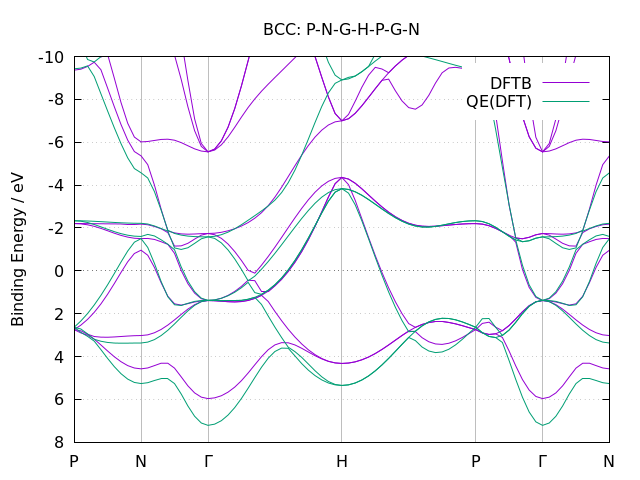 BCC: P-N-G-H-P-G-N
DFTB
QE(DFT)
Binding Energy / eV
-10
-8
-6
-4
-2
0
2
4
6
8
P N Γ H P Γ N